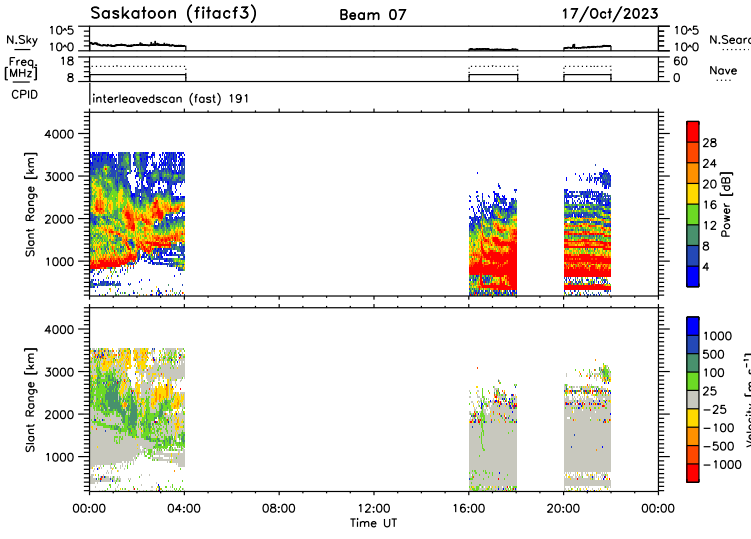 Saskatoon (fitacf3) Beam 07 17/Oct/2023
N.Sky 10^5 10^0 10^5 10^0 N.Sear
Freq. [MHz] 18 8 60 0 Nave
CPID interleavedscan (fast) 191
Slant Range [km] 4000 3000 2000 1000
28 24 20 16 12 8 4 Power [dB]
Slant Range [km] 4000 3000 2000 1000
1000 500 100 25 -25 -100 -500 -1000 Velocity [m s^-1]
00:00 04:00 08:00 12:00 16:00 20:00 00:00
Time UT